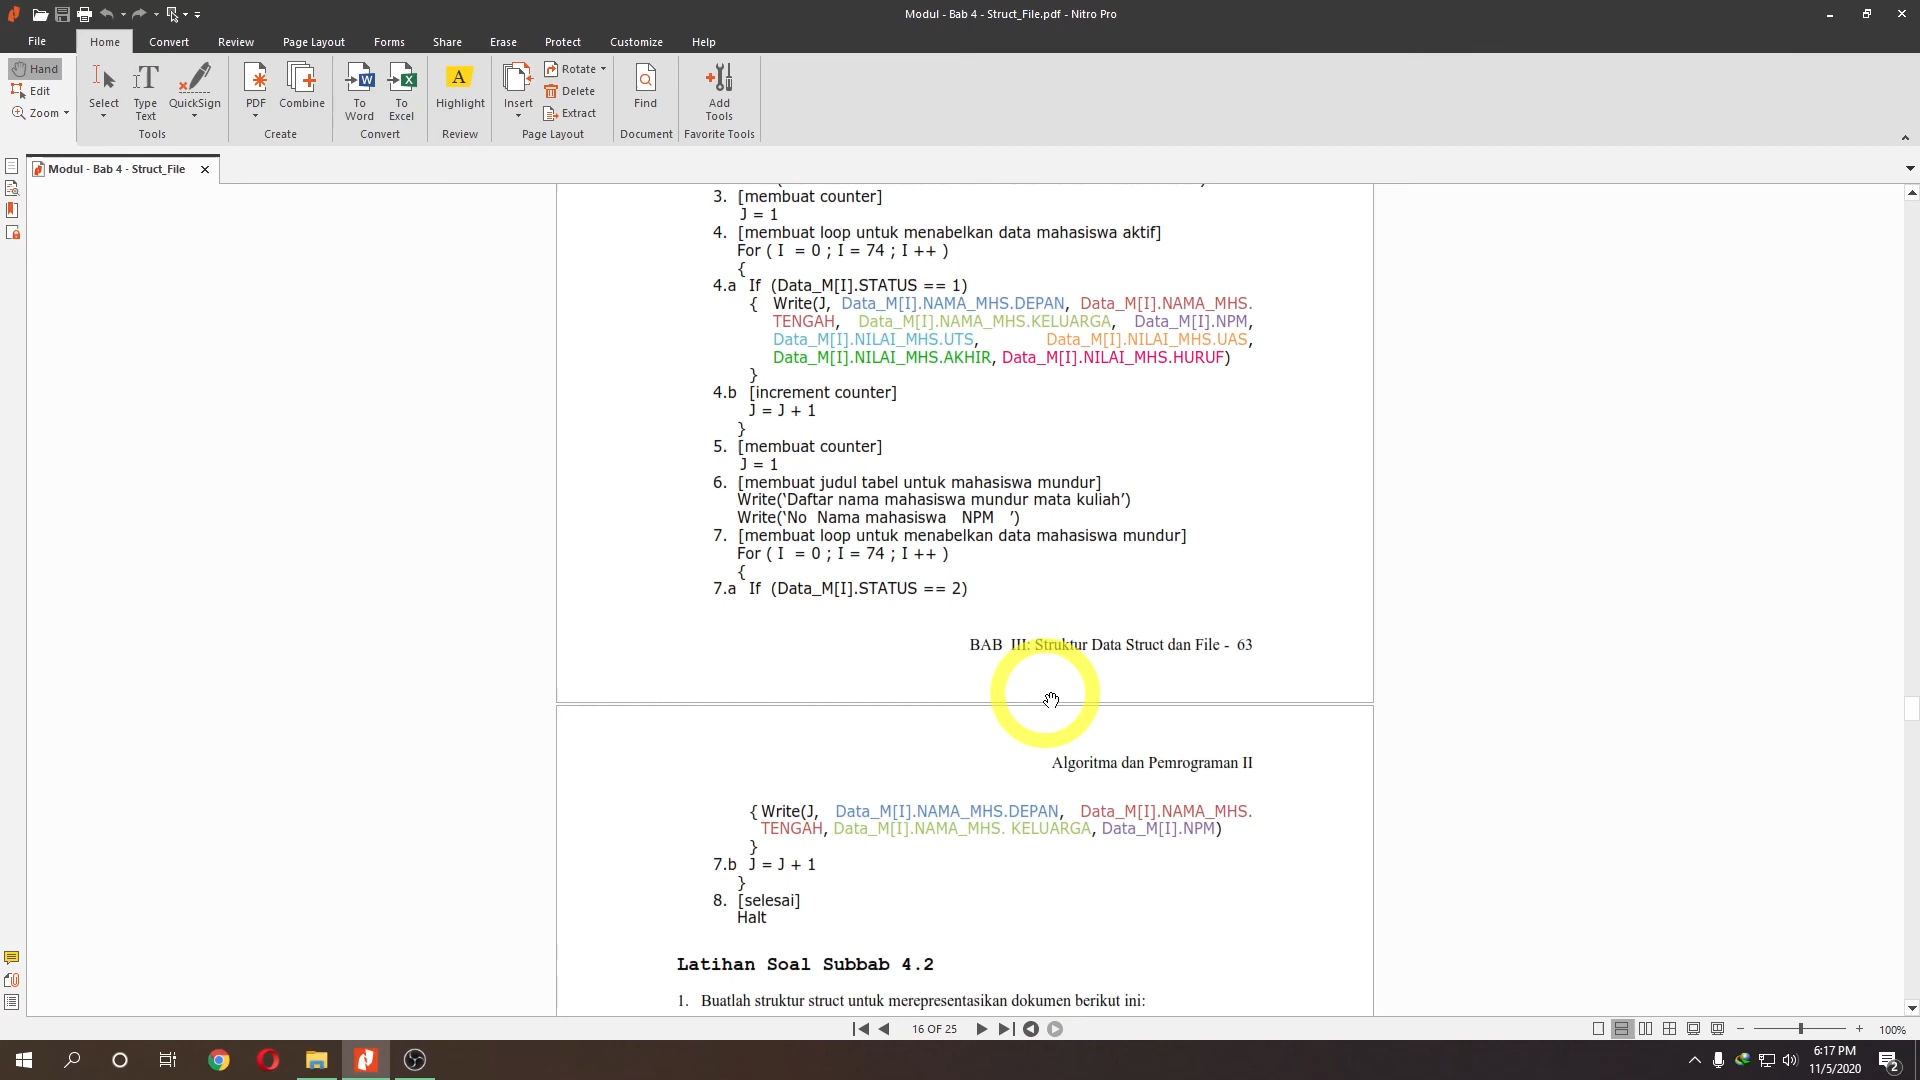 Modul - Bab 4 - Struct_File.pdf - Nitro Pro
File Home Convert Review Page Layout Forms Share Erase Protect Customize Help
Hand
Edit
Zoom
Select
Type Text
QuickSign
Tools
PDF
Combine
Create
To Word
To Excel
Convert
Highlight
Review
Insert
Rotate
Delete
Extract
Page Layout
Find
Document
Add Tools
Favorite Tools
Modul - Bab 4 - Struct_File
3. [membuat counter]
J = 1
4. [membuat loop untuk menabelkan data mahasiswa aktif]
For ( I = 0 ; I = 74 ; I ++ )
{
4.a If (Data_M[I].STATUS == 1)
{ Write(J, Data_M[I].NAMA_MHS.DEPAN, Data_M[I].NAMA_MHS.
TENGAH, Data_M[I].NAMA_MHS.KELUARGA, Data_M[I].NPM,
Data_M[I].NILAI_MHS.UTS, Data_M[I].NILAI_MHS.UAS,
Data_M[I].NILAI_MHS.AKHIR, Data_M[I].NILAI_MHS.HURUF)
}
4.b [increment counter]
J = J + 1
}
5. [membuat counter]
J = 1
6. [membuat judul tabel untuk mahasiswa mundur]
Write(‘Daftar nama mahasiswa mundur mata kuliah’)
Write(‘No Nama mahasiswa NPM ’)
7. [membuat loop untuk menabelkan data mahasiswa mundur]
For ( I = 0 ; I = 74 ; I ++ )
{
7.a If (Data_M[I].STATUS == 2)
BAB III: Struktur Data Struct dan File - 63
Algoritma dan Pemrograman II
{ Write(J, Data_M[I].NAMA_MHS.DEPAN, Data_M[I].NAMA_MHS.
TENGAH, Data_M[I].NAMA_MHS. KELUARGA, Data_M[I].NPM)
}
7.b J = J + 1
}
8. [selesai]
Halt
Latihan Soal Subbab 4.2
1. Buatlah struktur struct untuk merepresentasikan dokumen berikut ini:
16 OF 25
100%
6:17 PM
11/5/2020
2